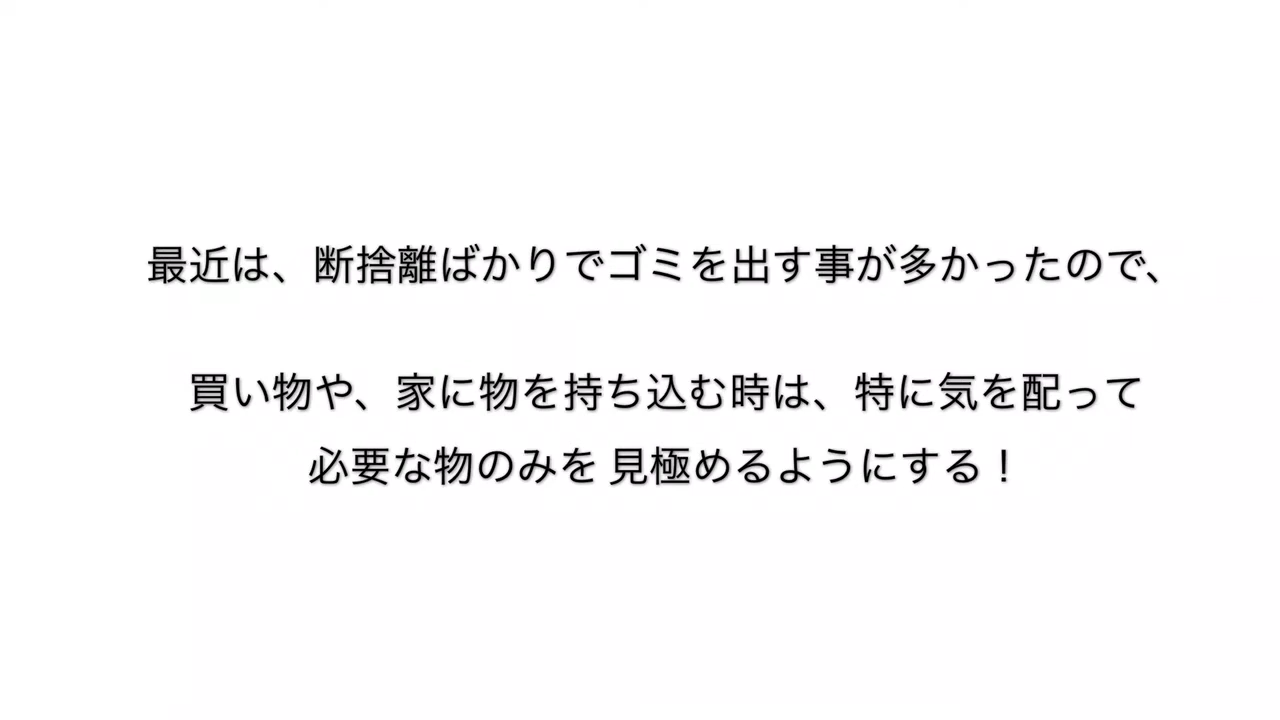 最近は、断捨離ばかりでゴミを出す事が多かったので、
買い物や、家に物を持ち込む時は、特に気を配って
必要な物のみを 見極めるようにする！